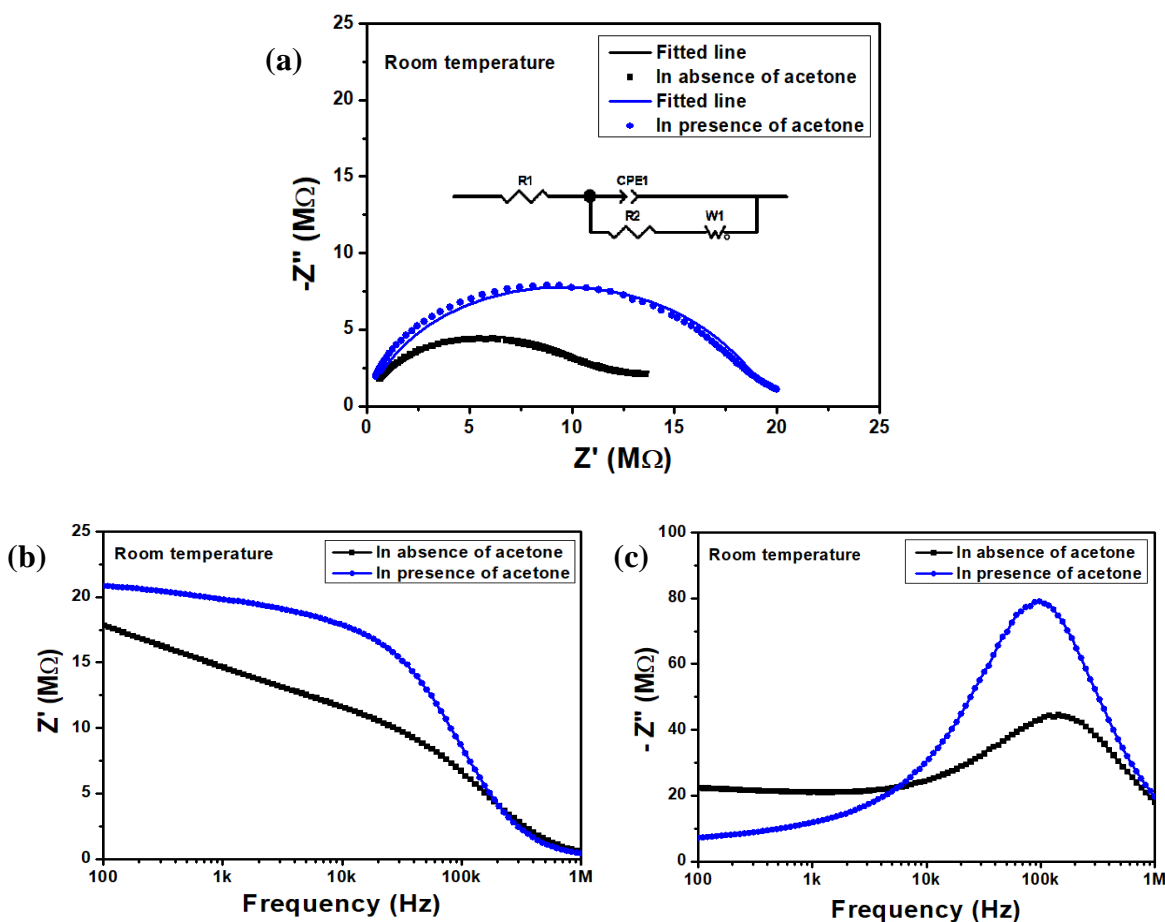 (a)
Room temperature
Fitted line
In absence of acetone
Fitted line
In presence of acetone
R1
CPE1
R2
W1
-Z'' (MΩ)
25
20
15
10
5
0
0
5
10
15
20
25
Z' (MΩ)
(b)
Room temperature
In absence of acetone
In presence of acetone
Z' (MΩ)
25
20
15
10
5
0
100
1k
10k
100k
1M
Frequency (Hz)
(c)
Room temperature
In absence of acetone
In presence of acetone
- Z'' (MΩ)
100
80
60
40
20
0
100
1k
10k
100k
1M
Frequency (Hz)